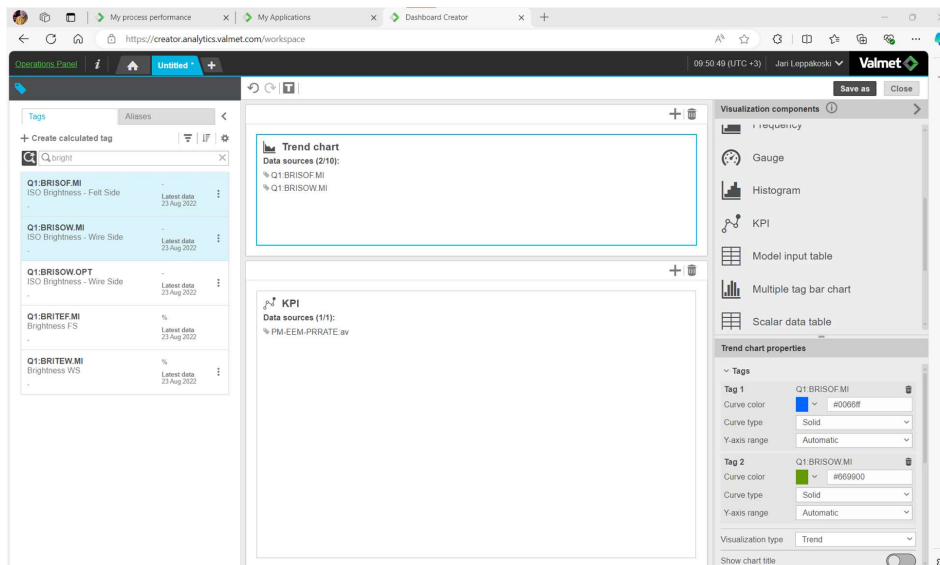 My process performance
My Applications
Dashboard Creator
https://creator.analytics.valmet.com/workspace
Operations Panel
i
Untitled *
+
09:50:49 (UTC +3)
Jari Leppäkoski
Valmet
Save as
Close
Tags
Aliases
+ Create calculated tag
bright
Q1:BRISOF.MI
-
ISO Brightness - Felt Side
Latest data
-
23 Aug 2022
Q1:BRISOW.MI
-
ISO Brightness - Wire Side
Latest data
-
23 Aug 2022
Q1:BRISOW.OPT
-
ISO Brightness - Wire Side
Latest data
-
23 Aug 2022
Q1:BRITEF.MI
%
Brightness FS
Latest data
-
23 Aug 2022
Q1:BRITEW.MI
%
Brightness WS
Latest data
-
23 Aug 2022
T
Trend chart
Data sources (2/10):
Q1:BRISOF.MI
Q1:BRISOW.MI
KPI
Data sources (1/1):
PM-EEM-PRRATE:av
Visualization components
Frequency
Gauge
Histogram
KPI
Model input table
Multiple tag bar chart
Scalar data table
Trend chart properties
Tags
Tag 1 Q1:BRISOF.MI
Curve color #0066ff
Curve type Solid
Y-axis range Automatic
Tag 2 Q1:BRISOW.MI
Curve color #669900
Curve type Solid
Y-axis range Automatic
Visualization type Trend
Show chart title